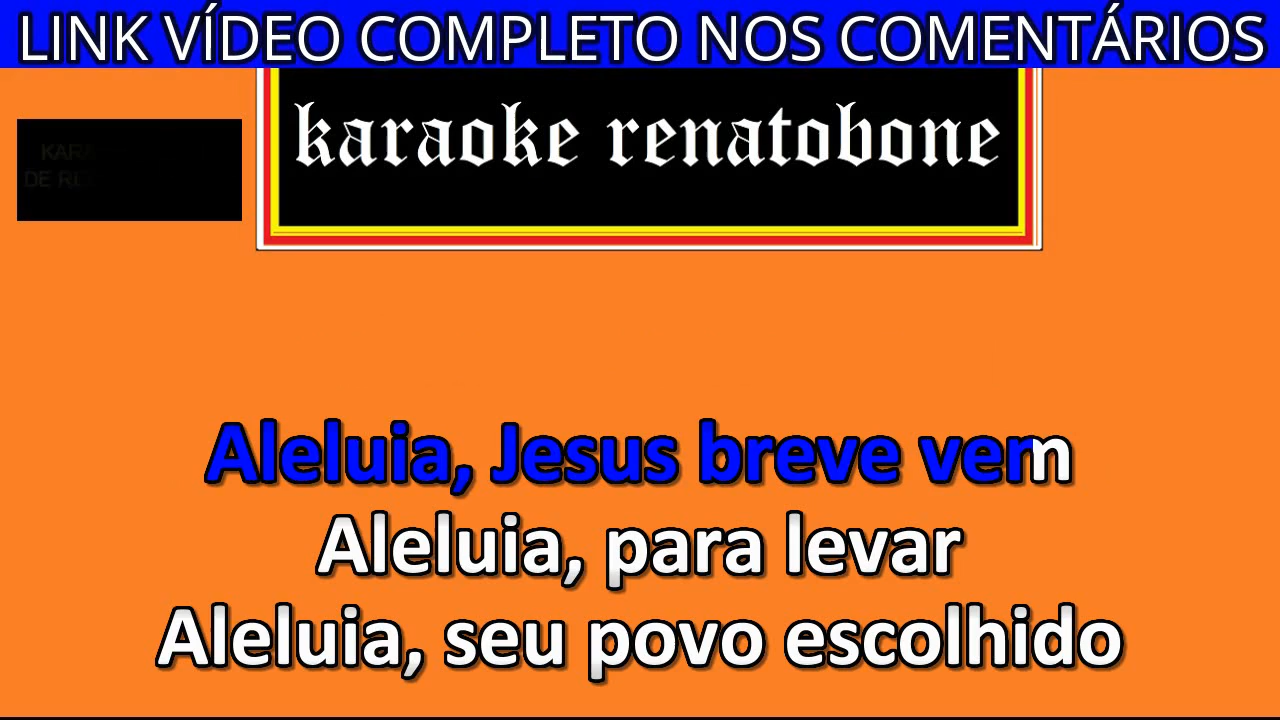 LINK VÍDEO COMPLETO NOS COMENTÁRIOS
karaoke renatobone
Aleluia, Jesus breve vem
Aleluia, para levar
Aleluia, seu povo escolhido